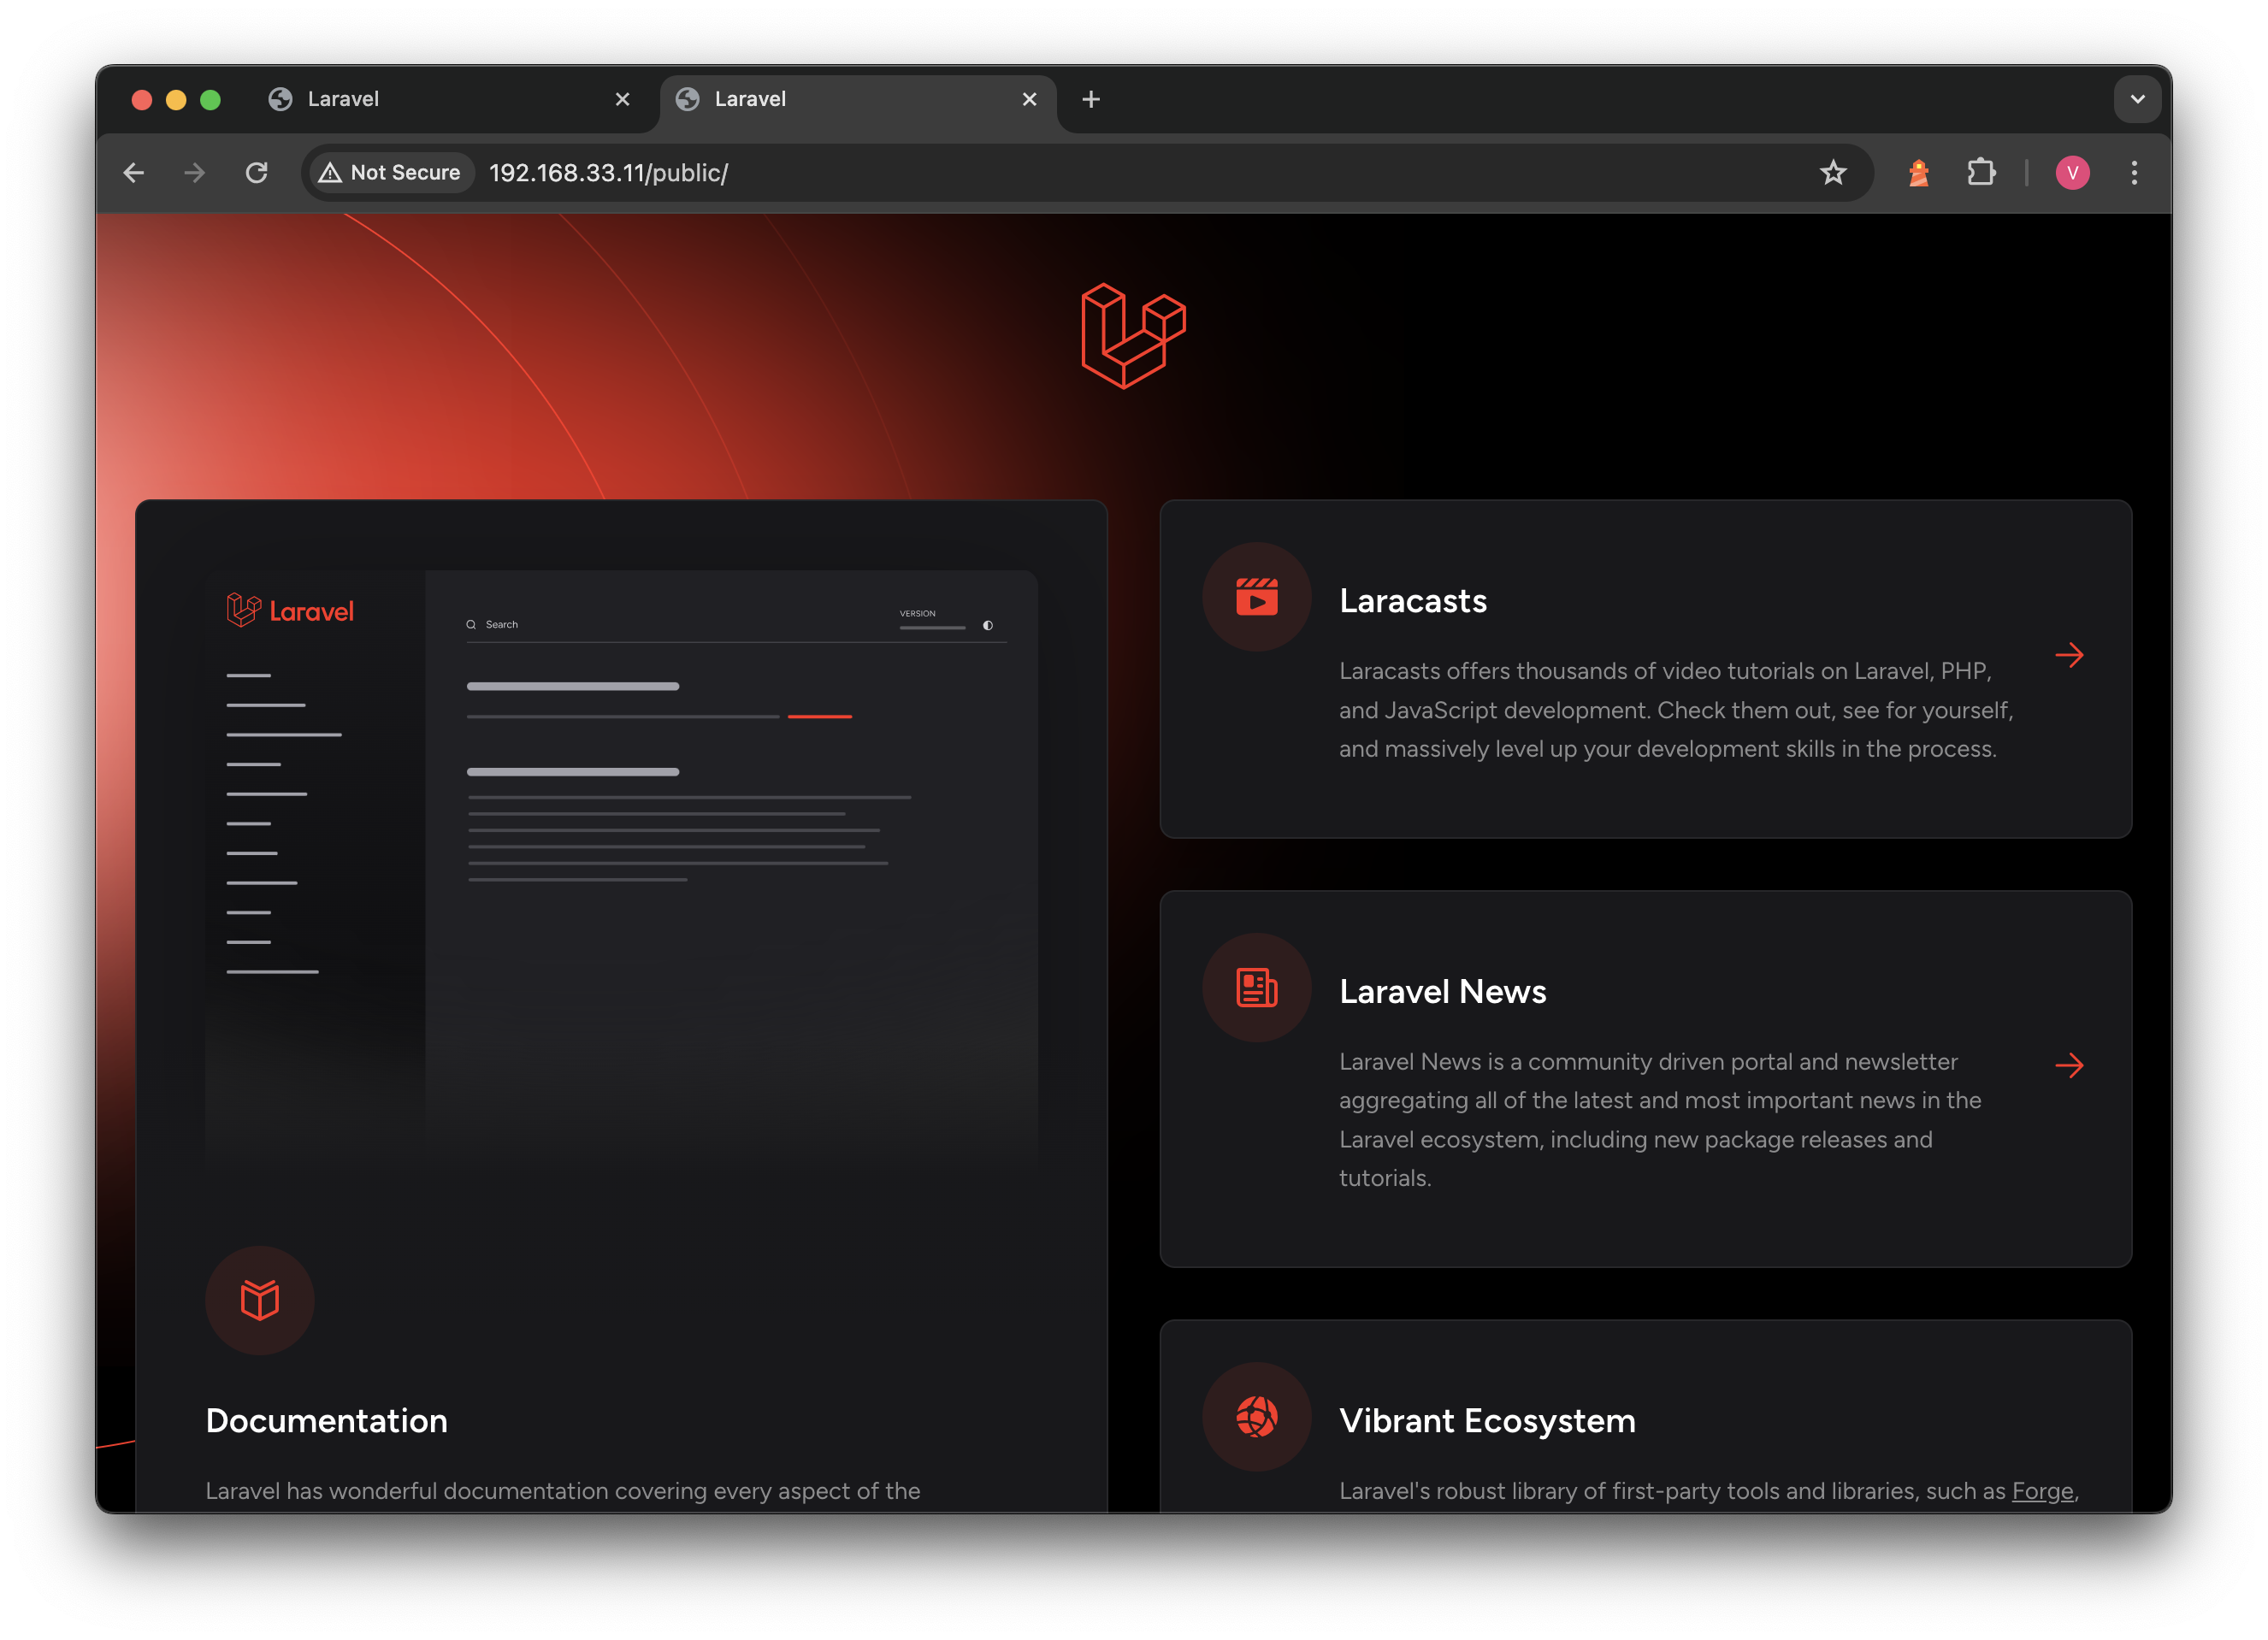 Laravel
Laravel
Not Secure 192.168.33.11/public/
V
Laravel
Search
VERSION
Documentation
Laravel has wonderful documentation covering every aspect of the
Laracasts
Laracasts offers thousands of video tutorials on Laravel, PHP,
and JavaScript development. Check them out, see for yourself,
and massively level up your development skills in the process.
Laravel News
Laravel News is a community driven portal and newsletter
aggregating all of the latest and most important news in the
Laravel ecosystem, including new package releases and
tutorials.
Vibrant Ecosystem
Laravel's robust library of first-party tools and libraries, such as Forge,